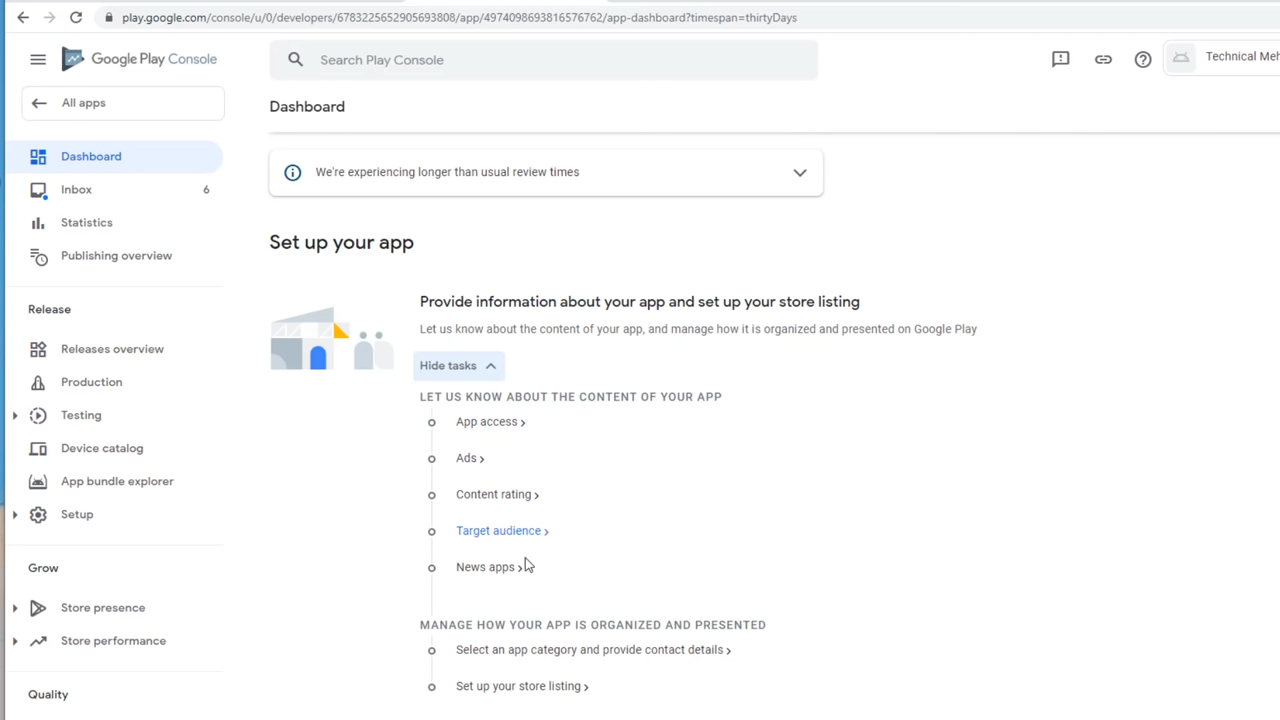 play.google.com/console/u/0/developers/6783225652905693808/app/4974098693816576762/app-dashboard?timespan=thirtyDays
Google Play Console
Search Play Console
Technical Meh
All apps
Dashboard
Dashboard
Inbox 6
Statistics
Publishing overview
Release
Releases overview
Production
Testing
Device catalog
App bundle explorer
Setup
Grow
Store presence
Store performance
Quality
We're experiencing longer than usual review times
Set up your app
Provide information about your app and set up your store listing
Let us know about the content of your app, and manage how it is organized and presented on Google Play
Hide tasks
LET US KNOW ABOUT THE CONTENT OF YOUR APP
App access
Ads
Content rating
Target audience
News apps
MANAGE HOW YOUR APP IS ORGANIZED AND PRESENTED
Select an app category and provide contact details
Set up your store listing